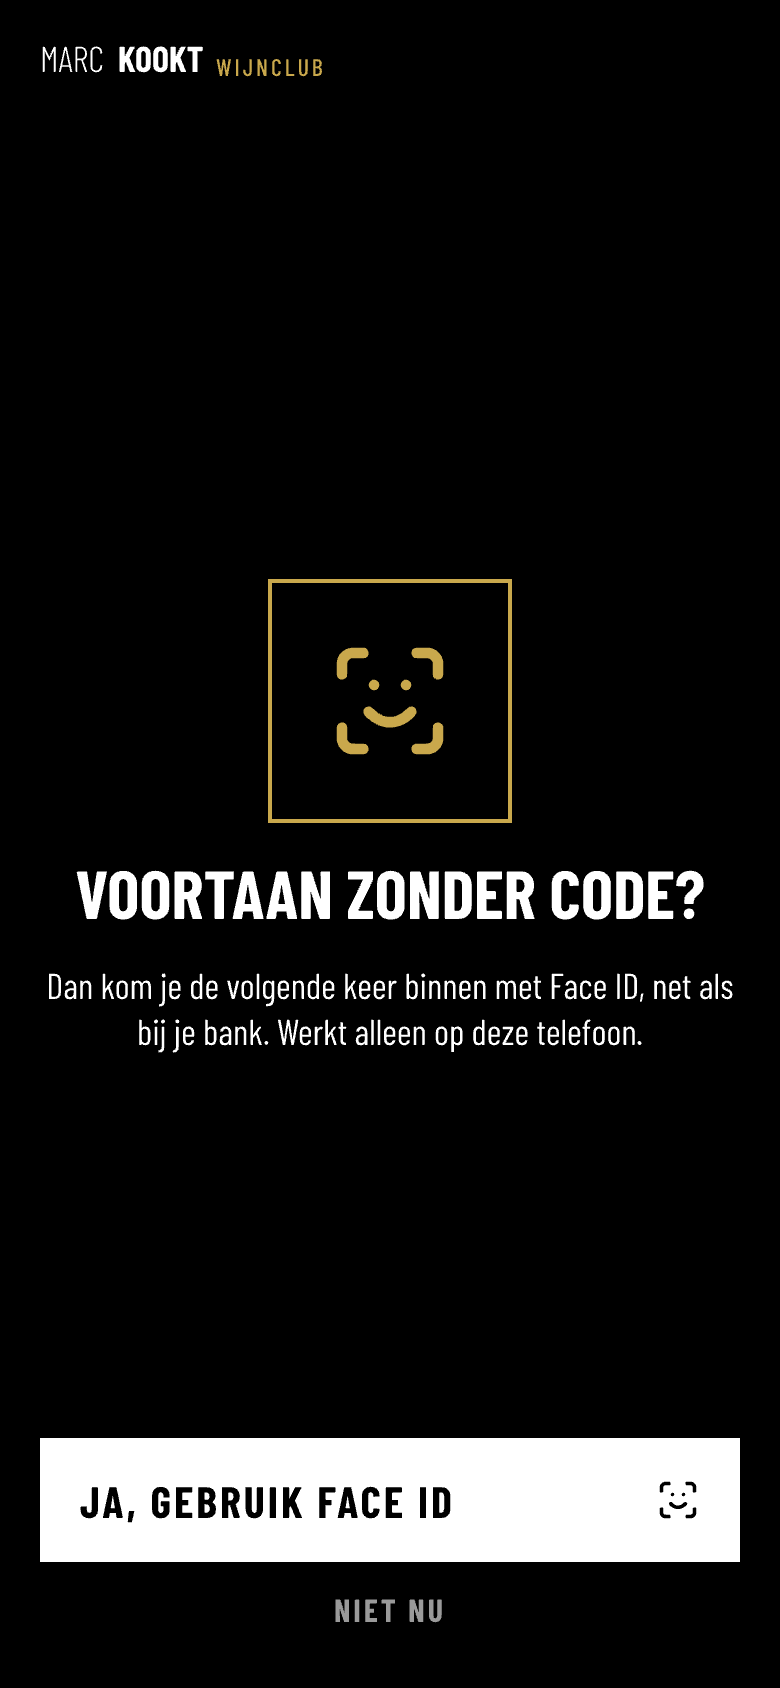 MARC KOOKT WIJNCLUB
VOORTAAN ZONDER CODE?
Dan kom je de volgende keer binnen met Face ID, net als
bij je bank. Werkt alleen op deze telefoon.
JA, GEBRUIK FACE ID
NIET NU